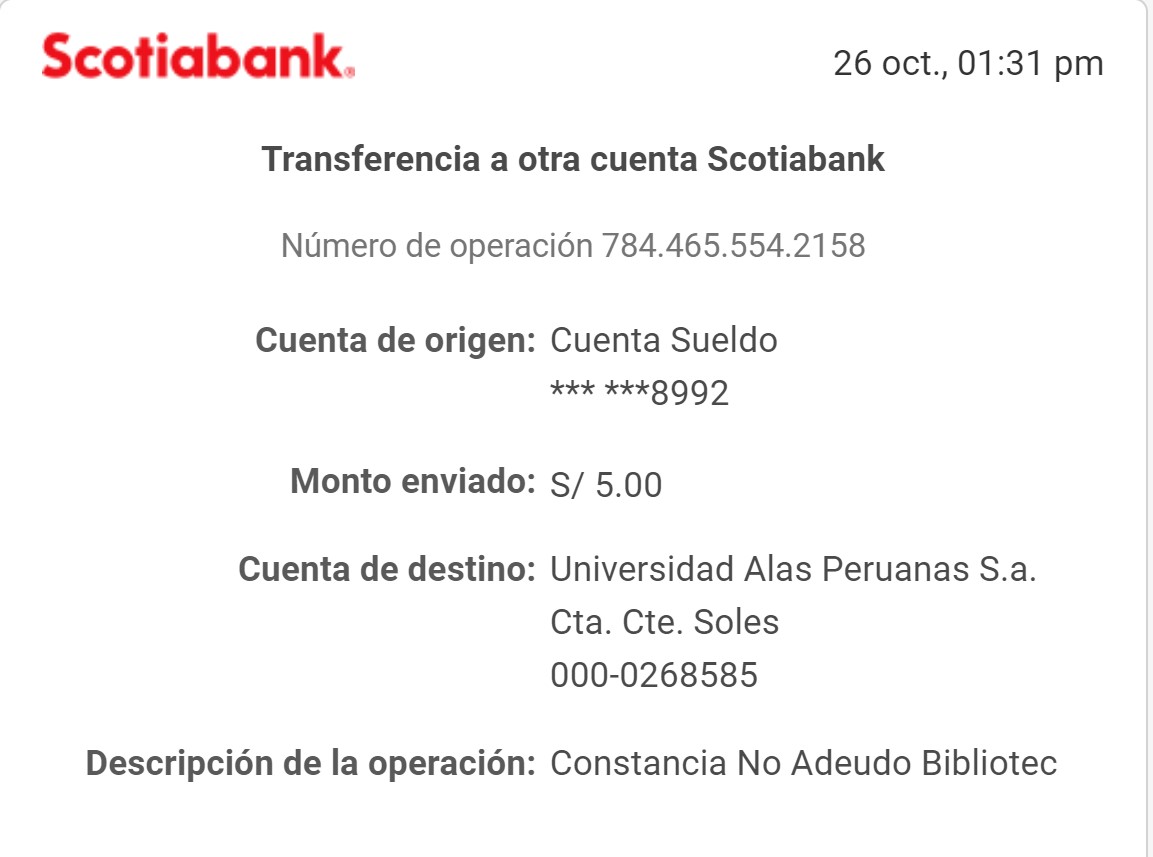 Scotiabank®
26 oct., 01:31 pm
Transferencia a otra cuenta Scotiabank
Número de operación 784.465.554.2158
Cuenta de origen: Cuenta Sueldo
*** ***8992
Monto enviado: S/ 5.00
Cuenta de destino: Universidad Alas Peruanas S.a.
Cta. Cte. Soles
000-0268585
Descripción de la operación: Constancia No Adeudo Bibliotec